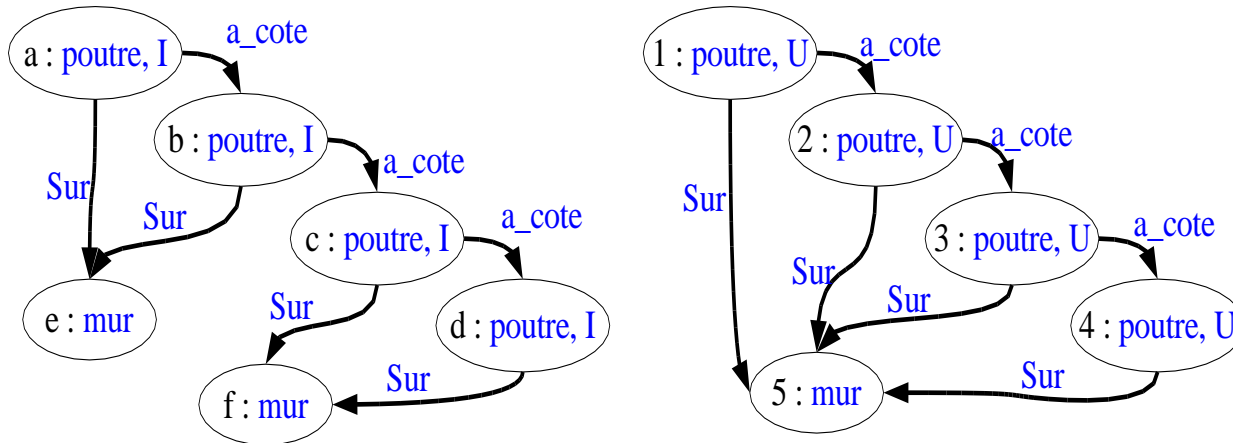 a : poutre, I
a_cote
b : poutre, I
a_cote
Sur
Sur
c : poutre, I
a_cote
e : mur
Sur
d : poutre, I
Sur
f : mur
1 : poutre, U
a_cote
2 : poutre, U
a_cote
Sur
3 : poutre, U
a_cote
Sur
Sur
4 : poutre, U
Sur
5 : mur